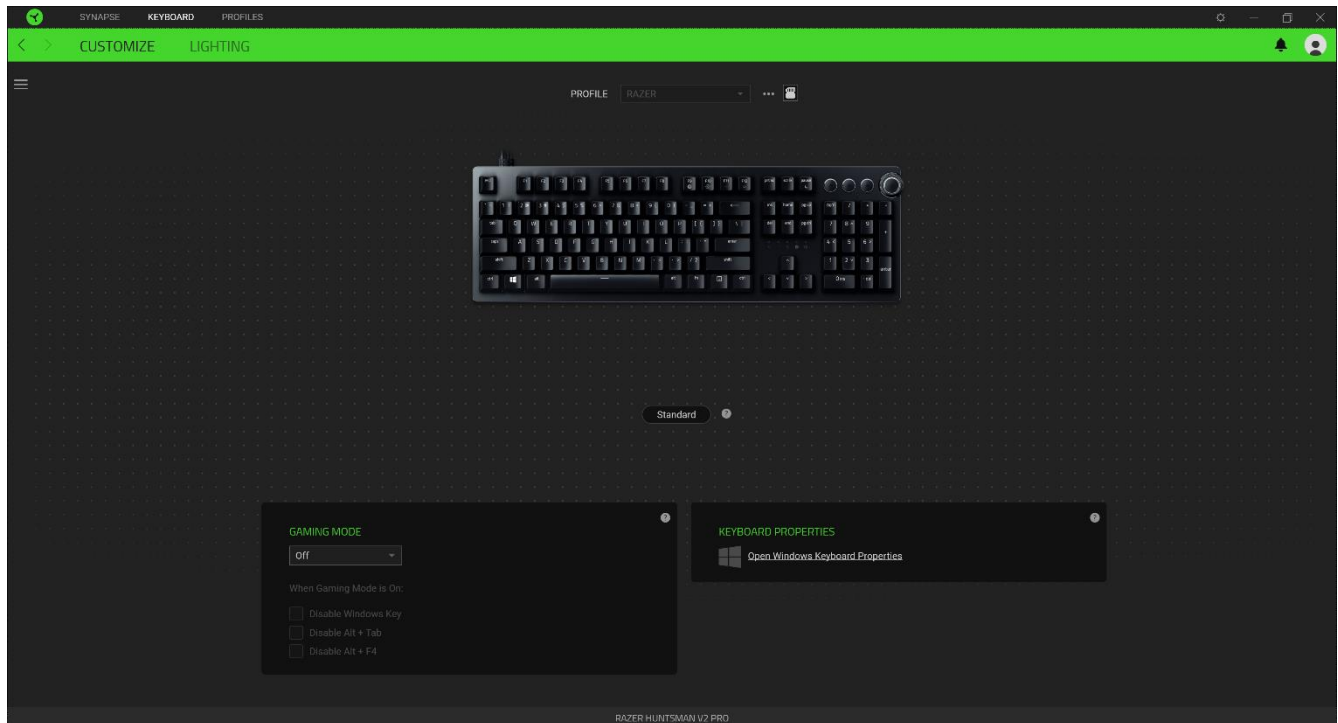 SYNAPSE KEYBOARD PROFILES
CUSTOMIZE LIGHTING
PROFILE RAZER
Standard
GAMING MODE
Off
When Gaming Mode is On:
Disable Windows Key
Disable Alt + Tab
Disable Alt + F4
KEYBOARD PROPERTIES
Open Windows Keyboard Properties
RAZER HUNTSMAN V2 PRO